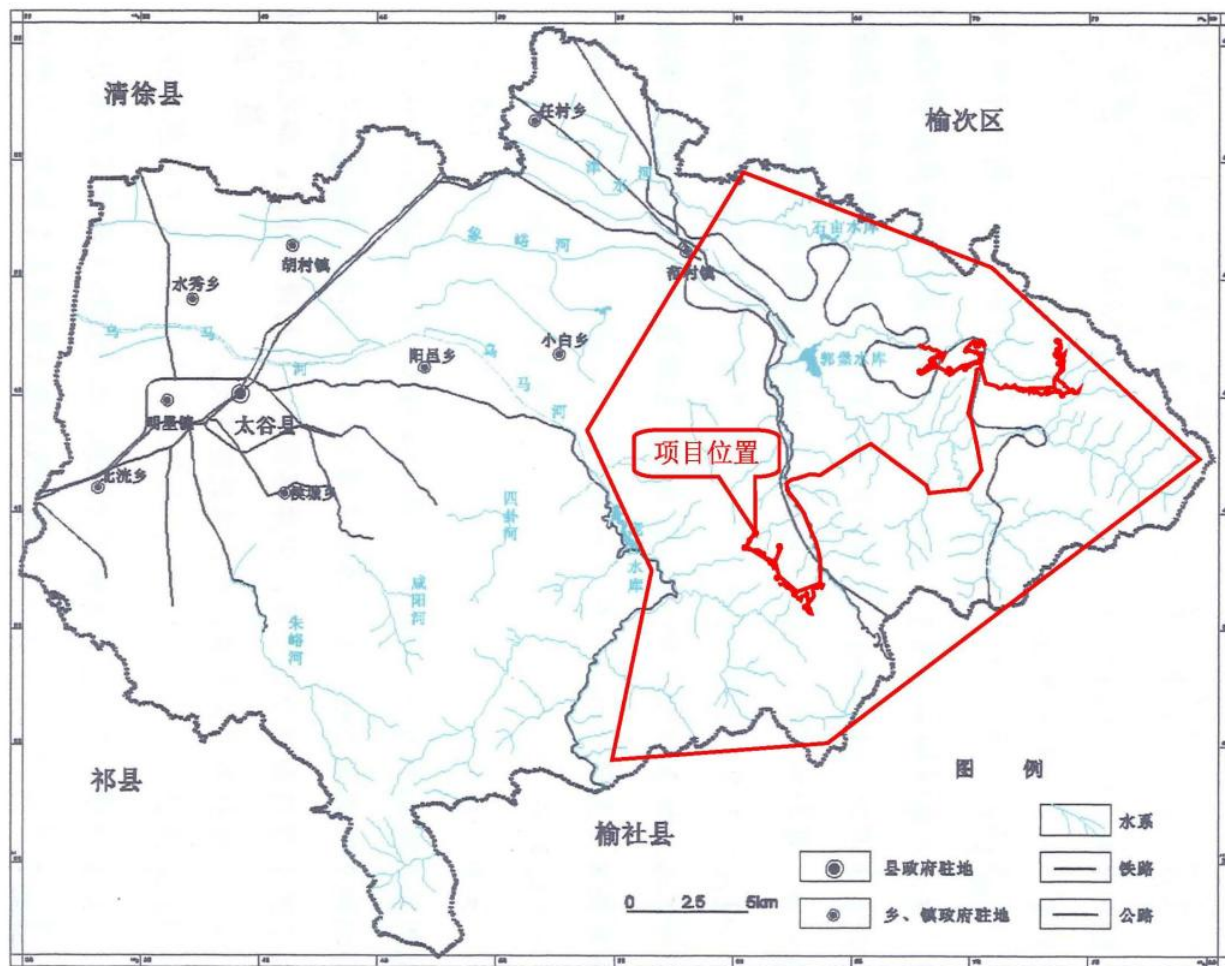 清徐县
榆次区
任村乡
石亩水库
象峪河
胡村镇
范村镇
水秀乡
小白乡
乌马河
阳邑乡
乌马河
郭堡水库
明星镇
太谷县
项目位置
北洸乡
侯城乡
四卦河
水库
咸阳河
朱峪河
祁县
榆社县
图 例
水系
县政府驻地
铁路
0 2.5 5km
乡、镇政府驻地
公路